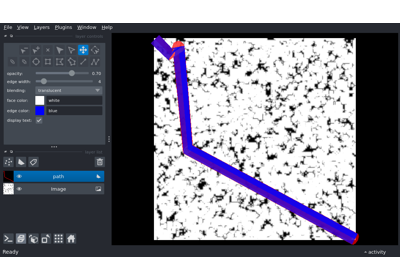 File View Layers Plugins Window Help
opacity: 0.70
edge width: 4
blending: translucent
face color: white
edge color: blue
display text:
path
Image
Ready
activity